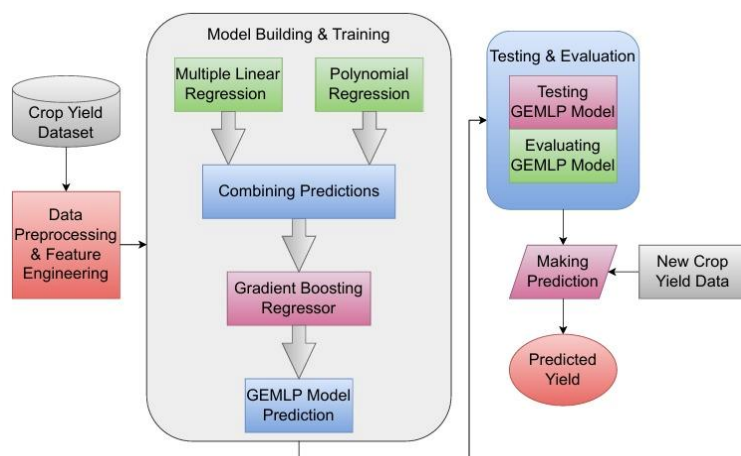 Crop Yield
Dataset
Data
Preprocessing
& Feature
Engineering
Model Building & Training
Multiple Linear
Regression
Polynomial
Regression
Combining Predictions
Gradient Boosting
Regressor
GEMLP Model
Prediction
Testing & Evaluation
Testing
GEMLP Model
Evaluating
GEMLP Model
Making
Prediction
New Crop
Yield Data
Predicted
Yield